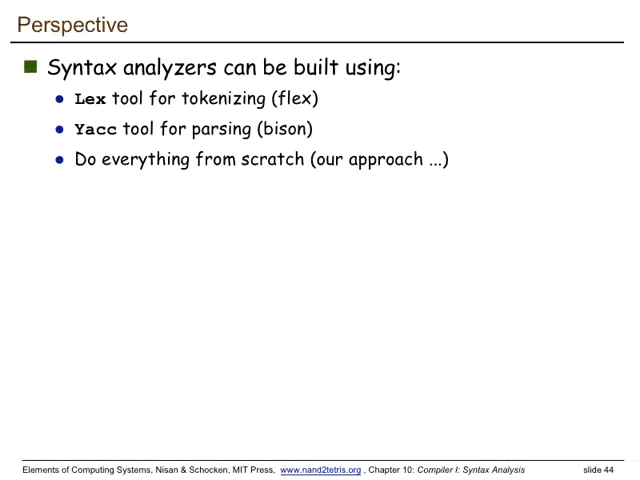 Perspective
Syntax analyzers can be built using:
Lex tool for tokenizing (flex)
Yacc tool for parsing (bison)
Do everything from scratch (our approach ...)
Elements of Computing Systems, Nisan & Schocken, MIT Press, www.nand2tetris.org , Chapter 10: Compiler I: Syntax Analysis slide 44